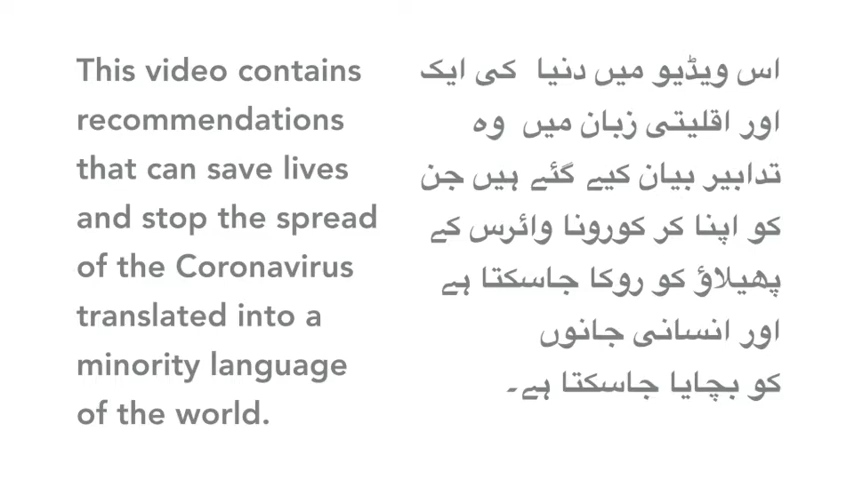 This video contains
recommendations
that can save lives
and stop the spread
of the Coronavirus
translated into a
minority language
of the world.
اس ویڈیو میں دنیا کی ایک
اور اقلیتی زبان میں وہ
تدابیر بیان کیے گئے ہیں جن
کو اپنا کر کورونا وائرس کے
پھیلاؤ کو روکا جاسکتا ہے
اور انسانی جانوں
کو بچایا جاسکتا ہے۔